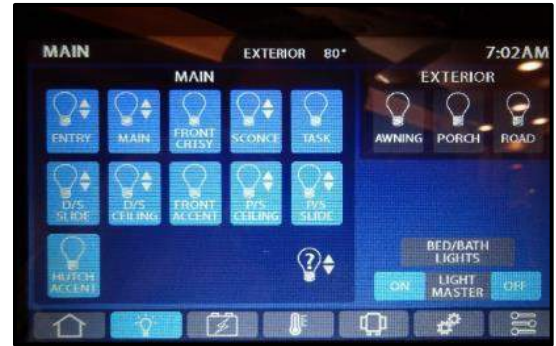 MAIN
EXTERIOR 80°
7:02AM
MAIN
ENTRY
MAIN
FRONT
CRTSY
SCONCE
TASK
D/S
SLIDE
D/S
CEILING
FRONT
ACCENT
P/S
CEILING
P/S
SLIDE
HUTCH
ACCENT
?
EXTERIOR
AWNING
PORCH
ROAD
BED/BATH
LIGHTS
ON
LIGHT
MASTER
OFF
°F